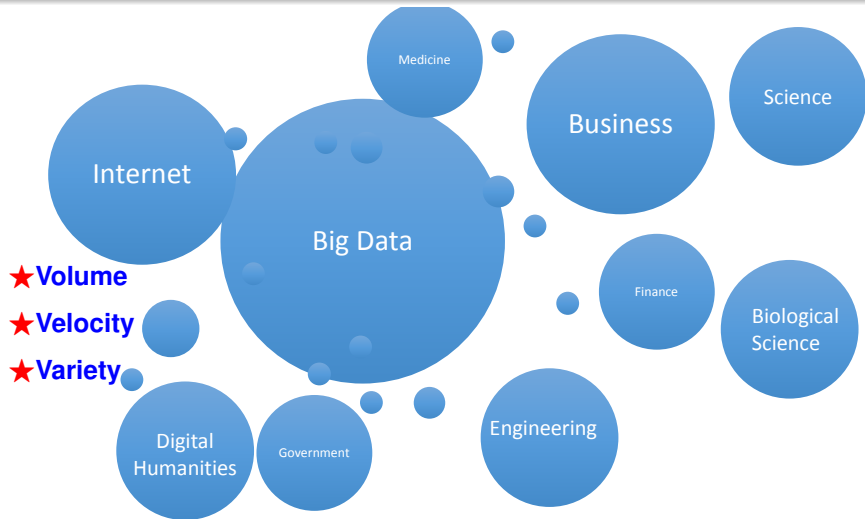 Medicine
Science
Business
Internet
Big Data
★Volume
Finance
Biological
Science
★Velocity
★Variety
Engineering
Digital
Humanities
Government